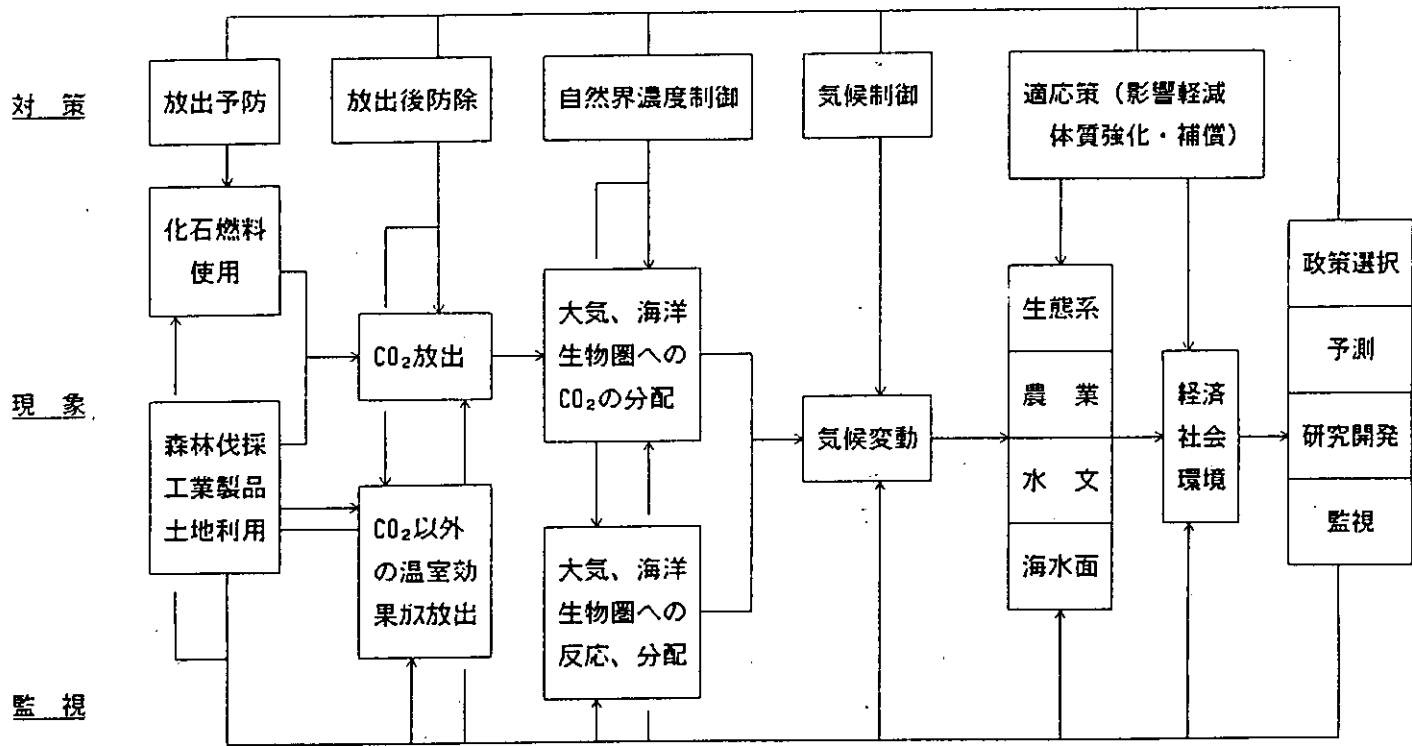 対　策
放出予防
放出後防除
自然界濃度制御
気候制御
適応策（影響軽減
体質強化・補償）
現　象
化石燃料
使用
森林伐採
工業製品
土地利用
CO₂放出
CO₂以外
の温室効
果ガス放出
大気、海洋
生物圏への
CO₂の分配
大気、海洋
生物圏への
反応、分配
気候変動
生態系
農　業
水　文
海水面
経済
社会
環境
政策選択
予測
研究開発
監視
監　視